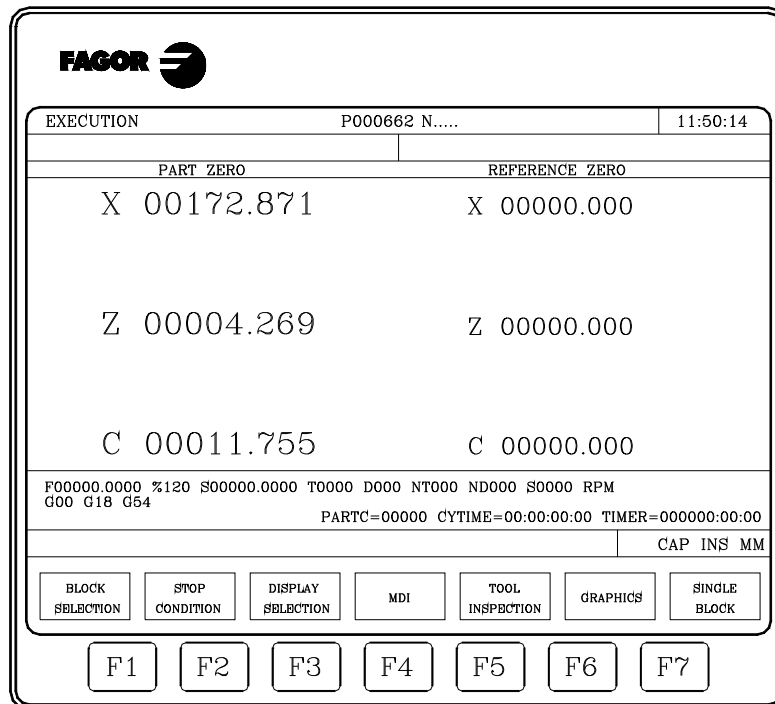 FAGOR
EXECUTION P000662 N..... 11:50:14
PART ZERO REFERENCE ZERO
X 00172.871 X 00000.000
Z 00004.269 Z 00000.000
C 00011.755 C 00000.000
F00000.0000 %120 S00000.0000 T0000 D000 NT000 ND000 S0000 RPM
G00 G18 G54
PARTC=00000 CYTIME=00:00:00:00 TIMER=000000:00:00
CAP INS MM
BLOCK SELECTION STOP CONDITION DISPLAY SELECTION MDI TOOL INSPECTION GRAPHICS SINGLE BLOCK
F1 F2 F3 F4 F5 F6 F7